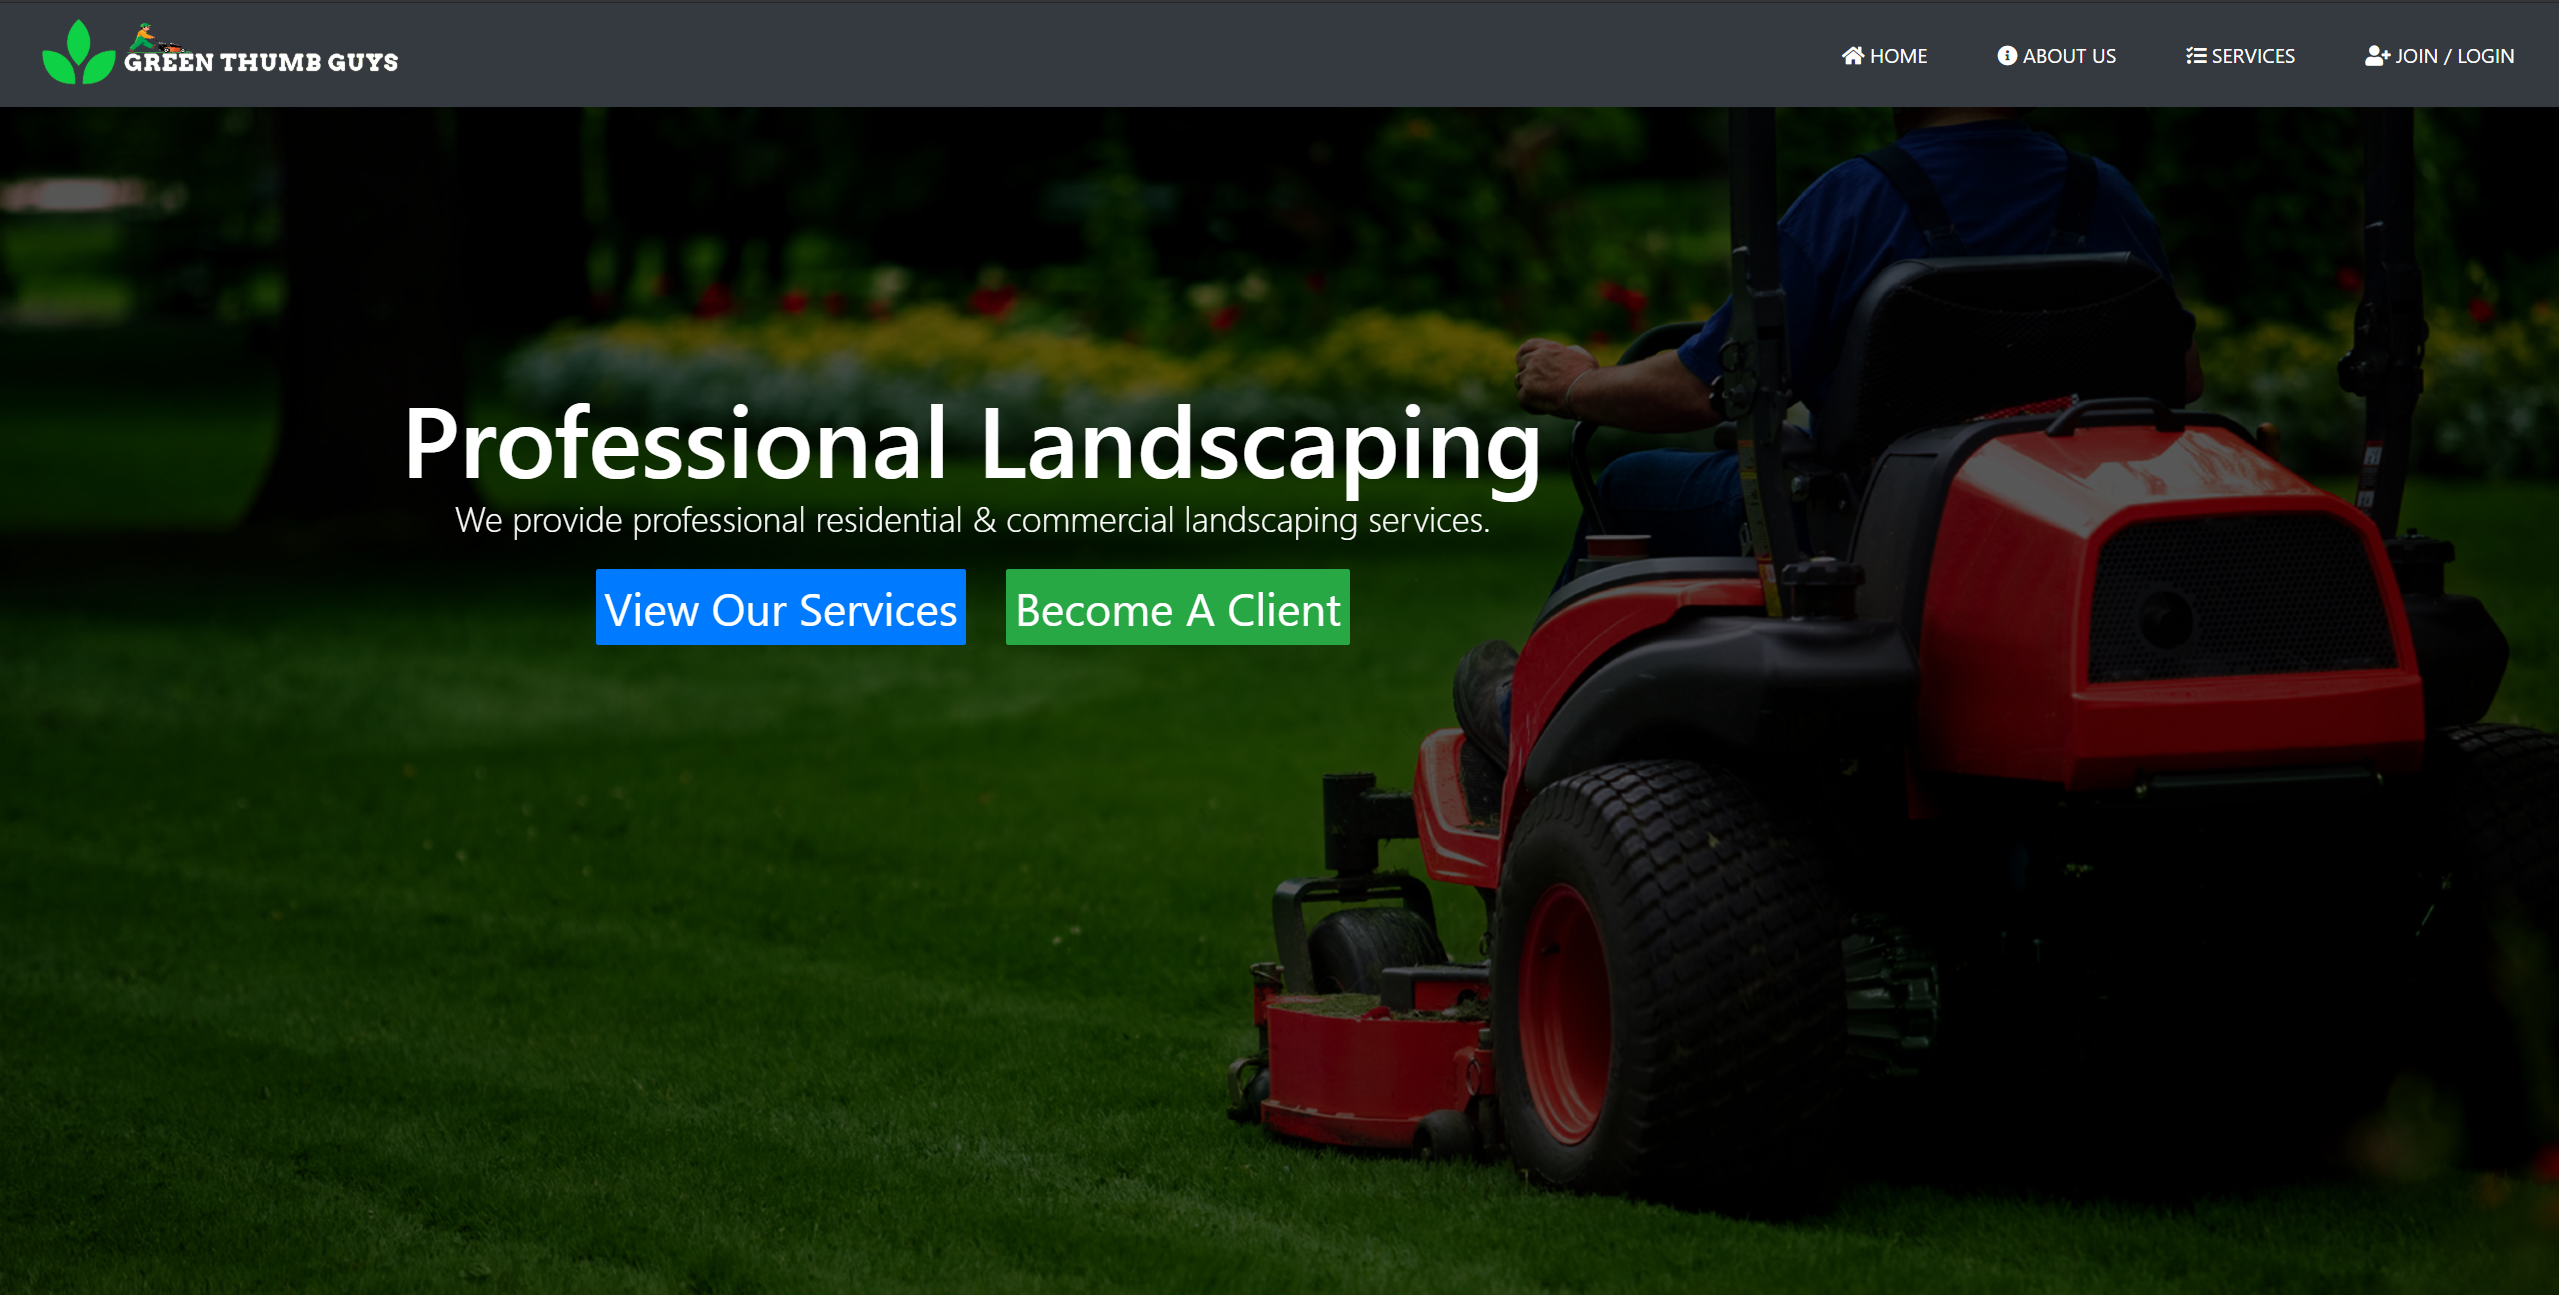 GREEN THUMB GUYS
HOME
ABOUT US
SERVICES
JOIN / LOGIN
Professional Landscaping
We provide professional residential & commercial landscaping services.
View Our Services
Become A Client